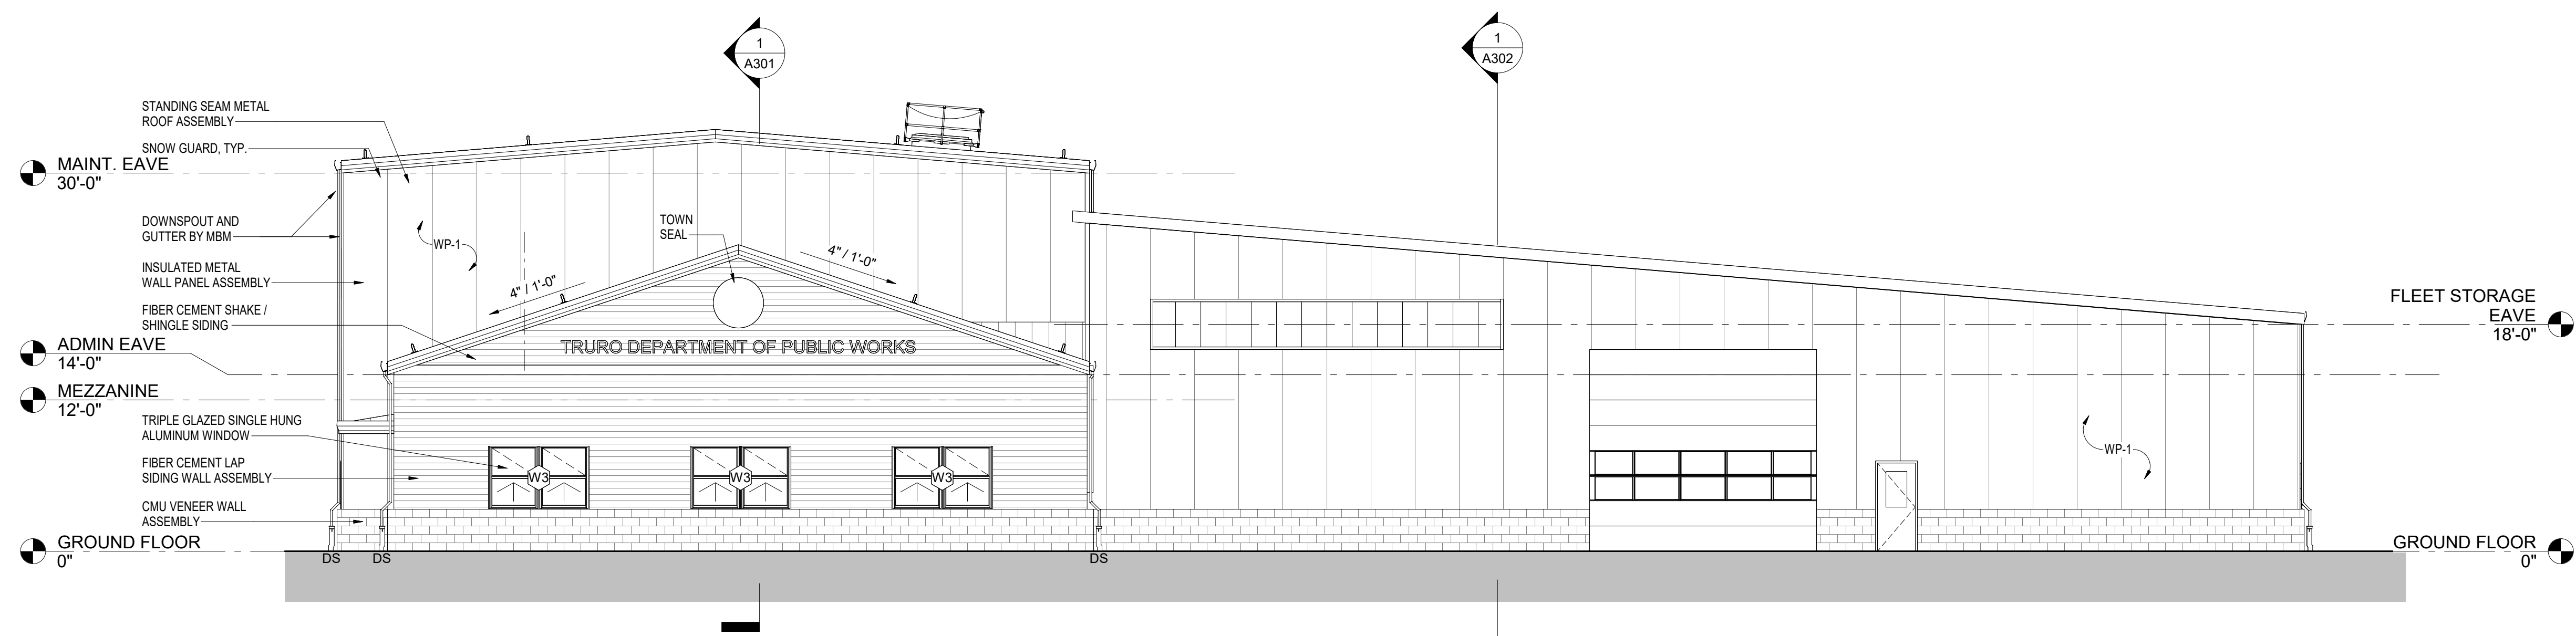 1
A301
1
A302
STANDING SEAM METAL
ROOF ASSEMBLY
SNOW GUARD, TYP.
MAINT. EAVE
30'-0"
DOWNSPOUT AND
GUTTER BY MBM
WP-1
TOWN
SEAL
4" / 1'-0"
4" / 1'-0"
INSULATED METAL
WALL PANEL ASSEMBLY
FIBER CEMENT SHAKE /
SHINGLE SIDING
FLEET STORAGE
EAVE
18'-0"
ADMIN EAVE
14'-0"
TRURO DEPARTMENT OF PUBLIC WORKS
MEZZANINE
12'-0"
TRIPLE GLAZED SINGLE HUNG
ALUMINUM WINDOW
WP-1
FIBER CEMENT LAP
SIDING WALL ASSEMBLY
W3
W3
W3
CMU VENEER WALL
ASSEMBLY
GROUND FLOOR
0"
GROUND FLOOR
0"
DS
DS
DS